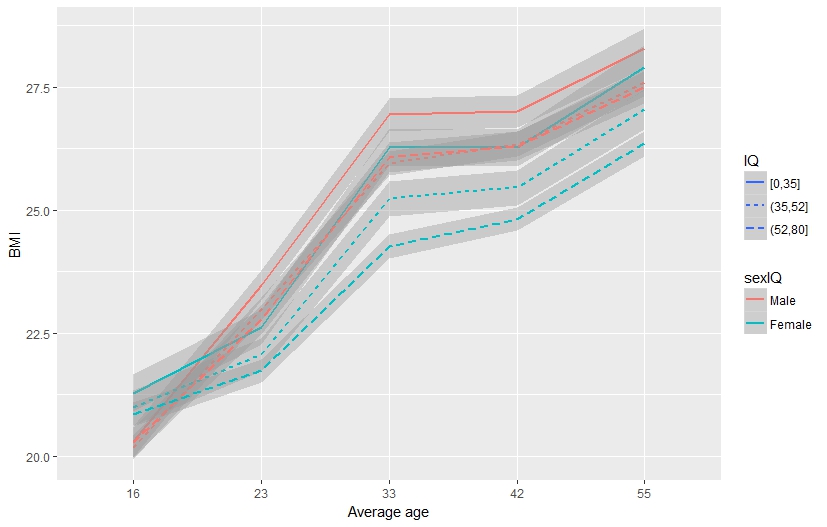 27.5
25.0
22.5
20.0
BMI
16
23
33
42
55
Average age
IQ
[0,35]
(35,52]
(52,80]
sexIQ
Male
Female